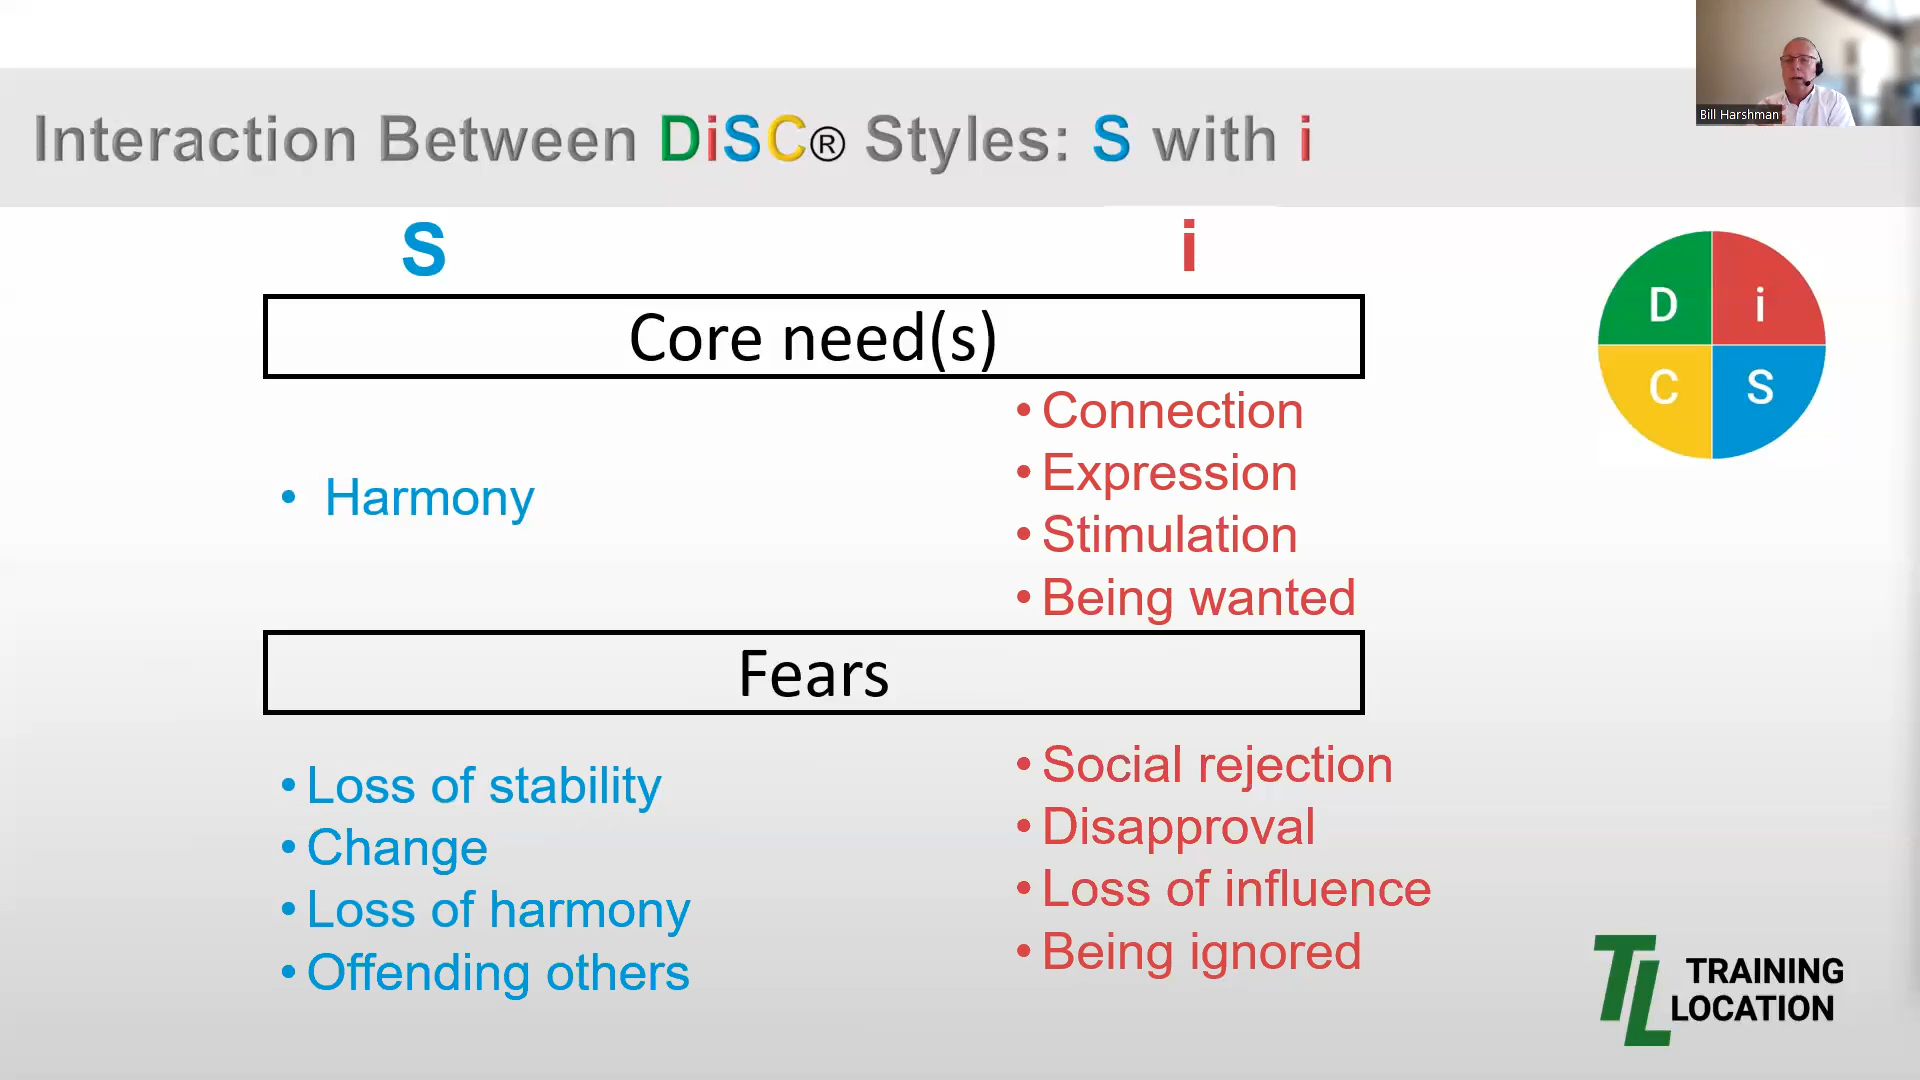 Bill Harshman
Interaction Between DiSC® Styles: S with i
S
i
Core need(s)
• Harmony
• Connection
• Expression
• Stimulation
• Being wanted
Fears
• Loss of stability
• Change
• Loss of harmony
• Offending others
• Social rejection
• Disapproval
• Loss of influence
• Being ignored
D i
C S
TL
TRAINING
LOCATION